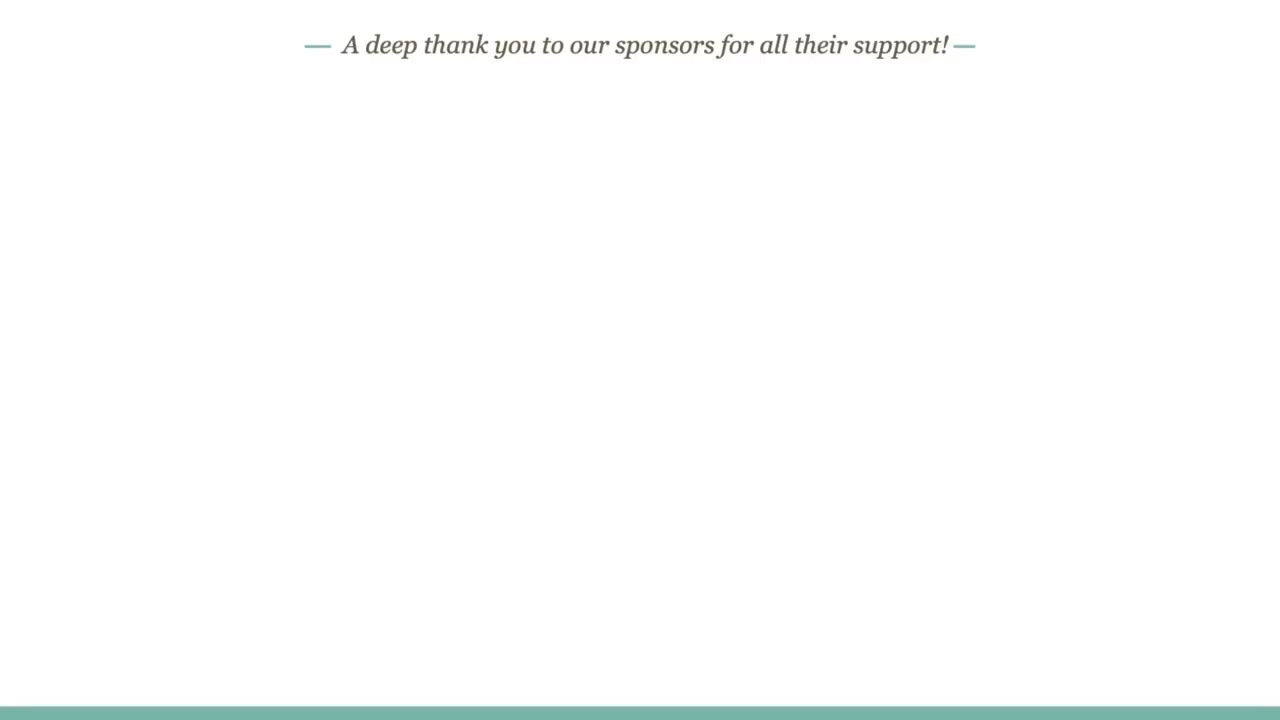 — A deep thank you to our sponsors for all their support! —